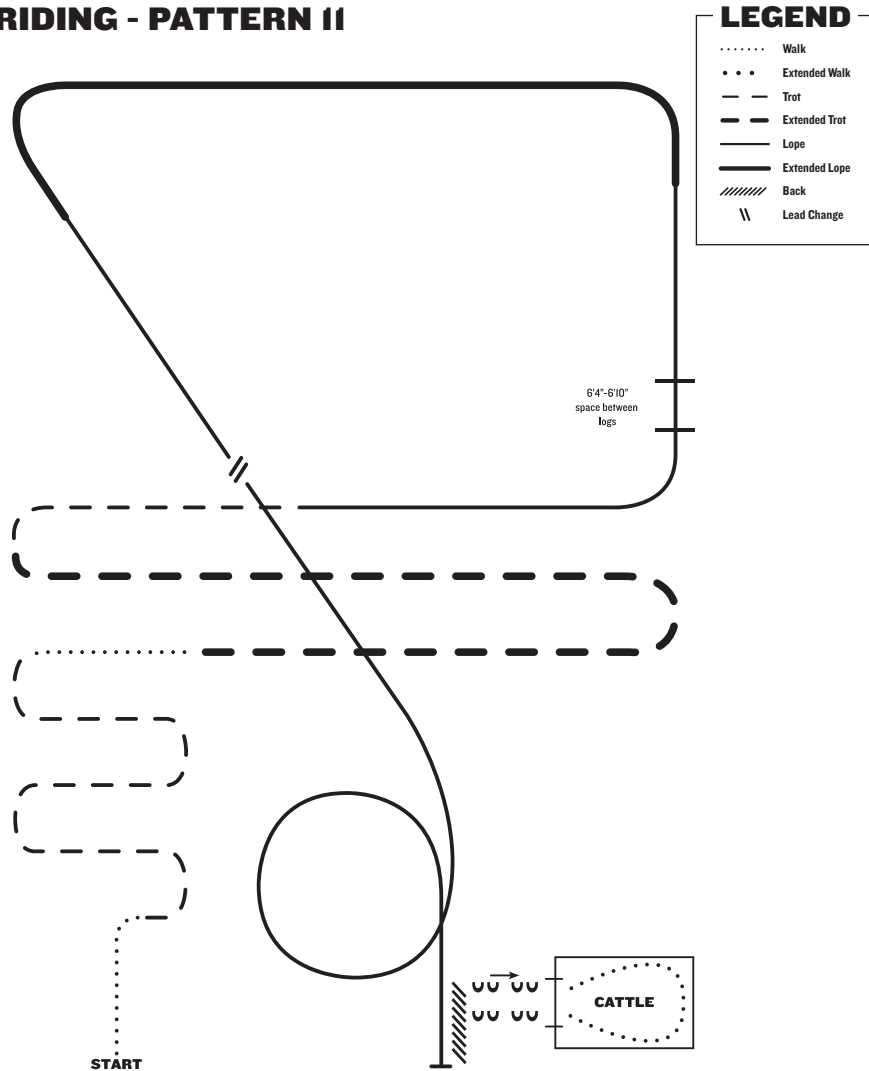 RIDING - PATTERN 11
LEGEND
Walk
Extended Walk
Trot
Extended Trot
Lope
Extended Lope
Back
Lead Change
6'4"-6'10"
space between
logs
CATTLE
START